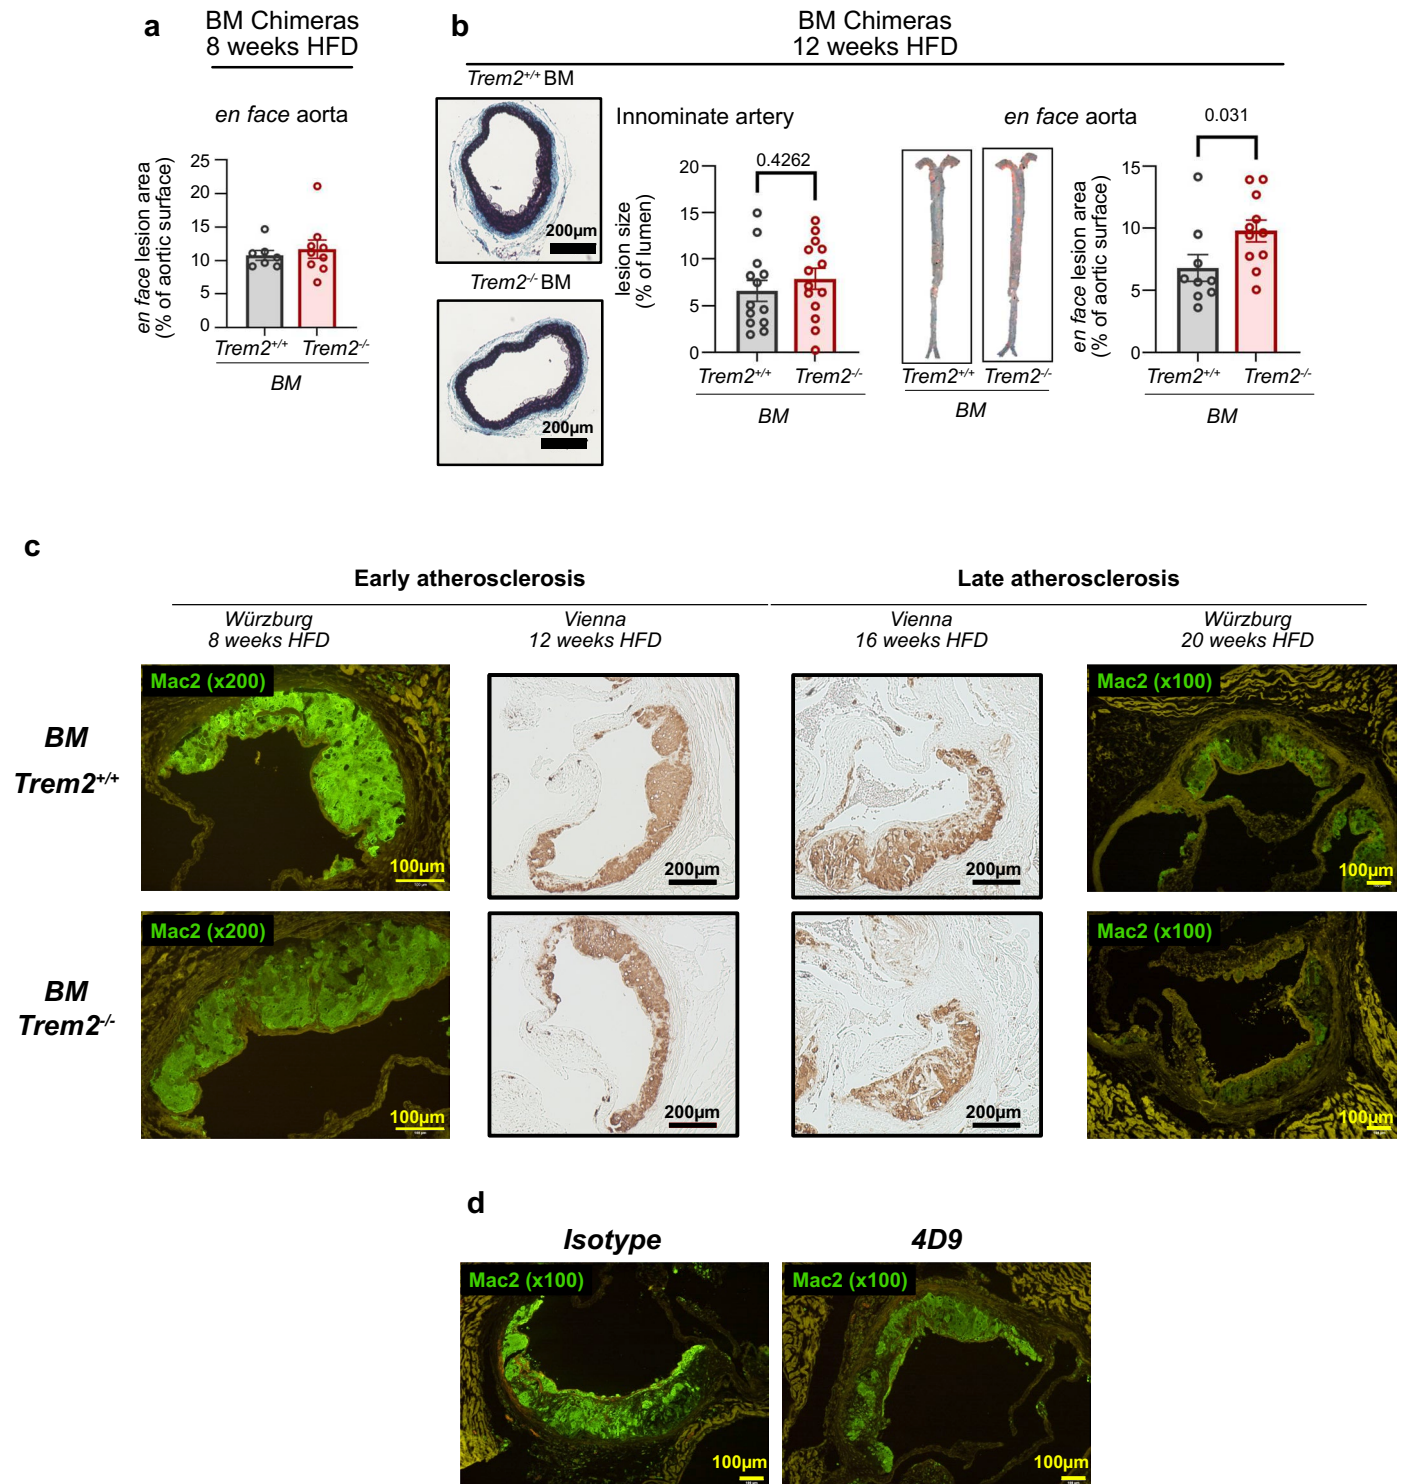 a
BM Chimeras
8 weeks HFD
en face aorta
en face lesion area
(% of aortic surface)
25
20
15
10
5
0
Trem2+/+ Trem2-/-
BM
b
BM Chimeras
12 weeks HFD
Trem2+/+ BM
200µm
Trem2-/- BM
200µm
Innominate artery
0.4262
lesion size
(% of lumen)
20
15
10
5
0
Trem2+/+ Trem2-/-
BM
en face aorta
Trem2+/+ Trem2-/-
BM
0.031
en face lesion area
(% of aortic surface)
15
10
5
0
Trem2+/+ Trem2-/-
BM
c
Early atherosclerosis
Late atherosclerosis
Würzburg
8 weeks HFD
Vienna
12 weeks HFD
Vienna
16 weeks HFD
Würzburg
20 weeks HFD
BM
Trem2+/+
Mac2 (x200)
100µm
200µm
200µm
Mac2 (x100)
100µm
BM
Trem2-/-
Mac2 (x200)
100µm
200µm
200µm
Mac2 (x100)
100µm
d
Isotype
4D9
Mac2 (x100)
100µm
Mac2 (x100)
100µm